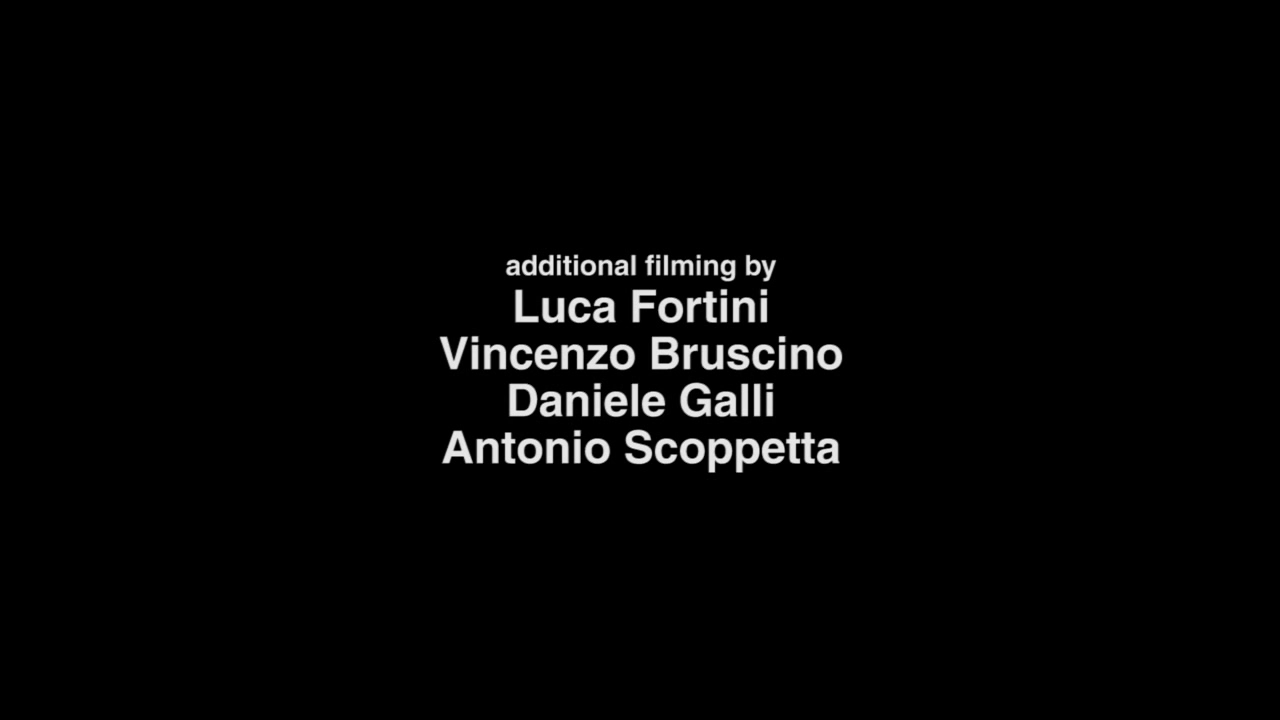 additional filming by
Luca Fortini
Vincenzo Bruscino
Daniele Galli
Antonio Scoppetta